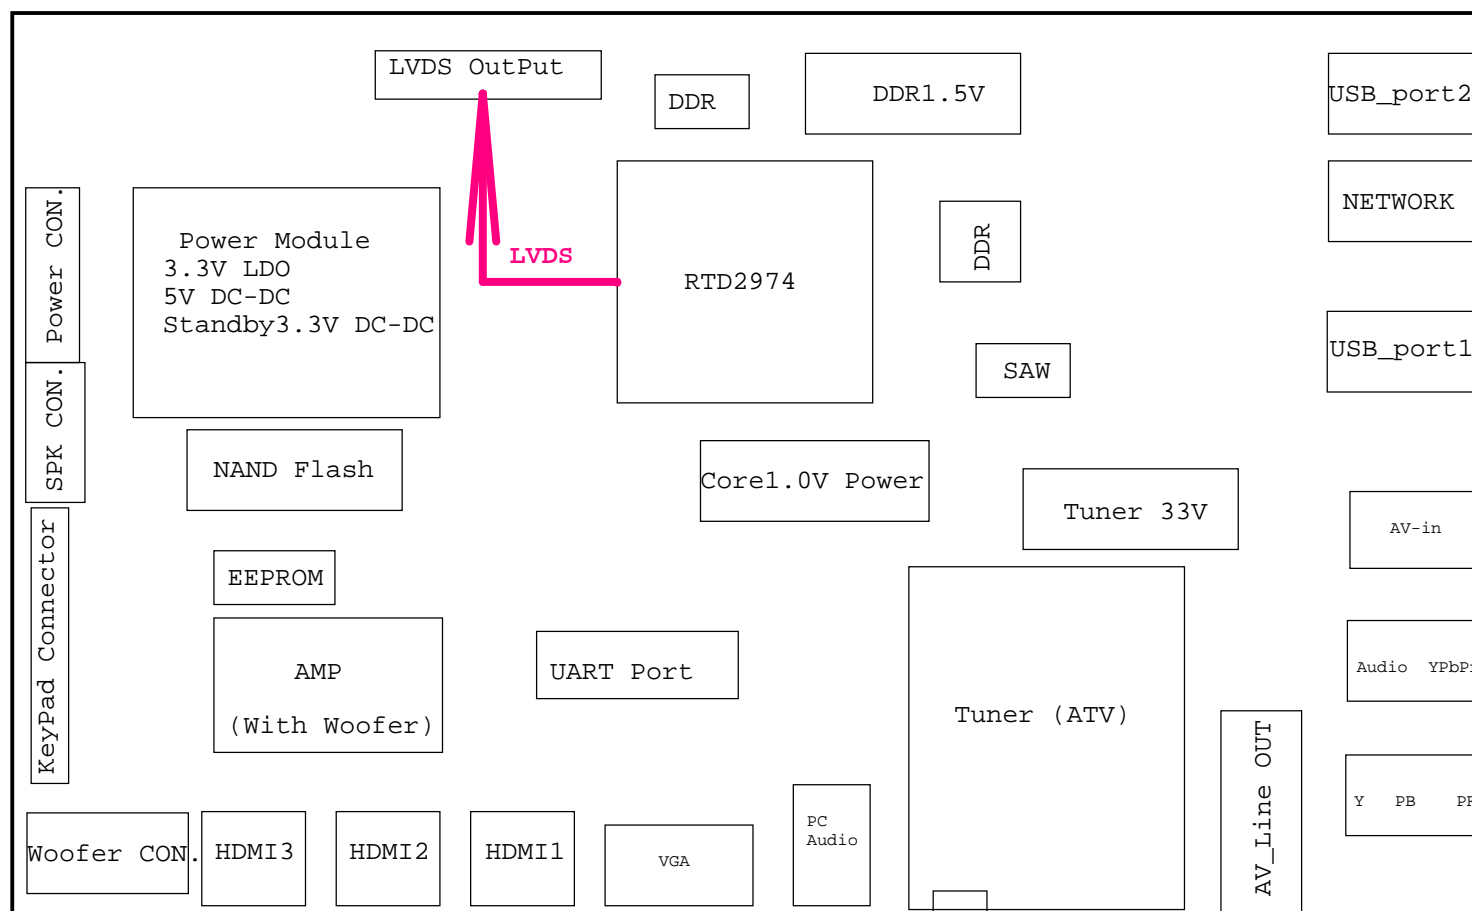 LVDS OutPut
DDR
DDR1.5V
USB_port2
Power CON.
Power Module
3.3V LDO
5V DC-DC
Standby3.3V DC-DC
LVDS
RTD2974
DDR
NETWORK
SAW
USB_port1
SPK CON.
NAND Flash
Core1.0V Power
Tuner 33V
AV-in
KeyPad Connector
EEPROM
AMP
(With Woofer)
UART Port
Tuner (ATV)
Audio YPbPr
AV_Line OUT
Y PB
Woofer CON.
HDMI3
HDMI2
HDMI1
VGA
PC
Audio